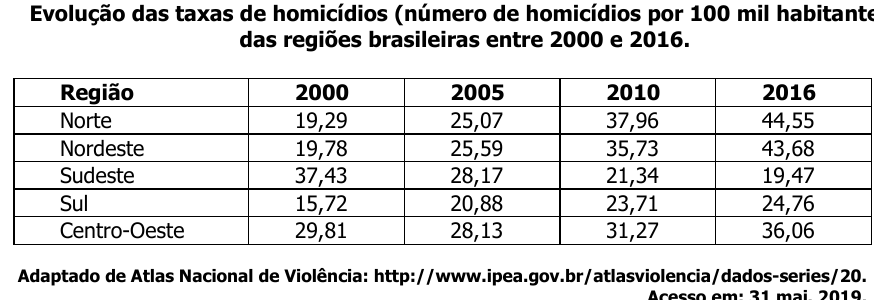 Evolução das taxas de homicídios (número de homicídios por 100 mil habitante
das regiões brasileiras entre 2000 e 2016.
Região 2000 2005 2010 2016
Norte 19,29 25,07 37,96 44,55
Nordeste 19,78 25,59 35,73 43,68
Sudeste 37,43 28,17 21,34 19,47
Sul 15,72 20,88 23,71 24,76
Centro-Oeste 29,81 28,13 31,27 36,06
Adaptado de Atlas Nacional de Violência: http://www.ipea.gov.br/atlasviolencia/dados-series/20.
Acesso em: 31 mai. 2019.